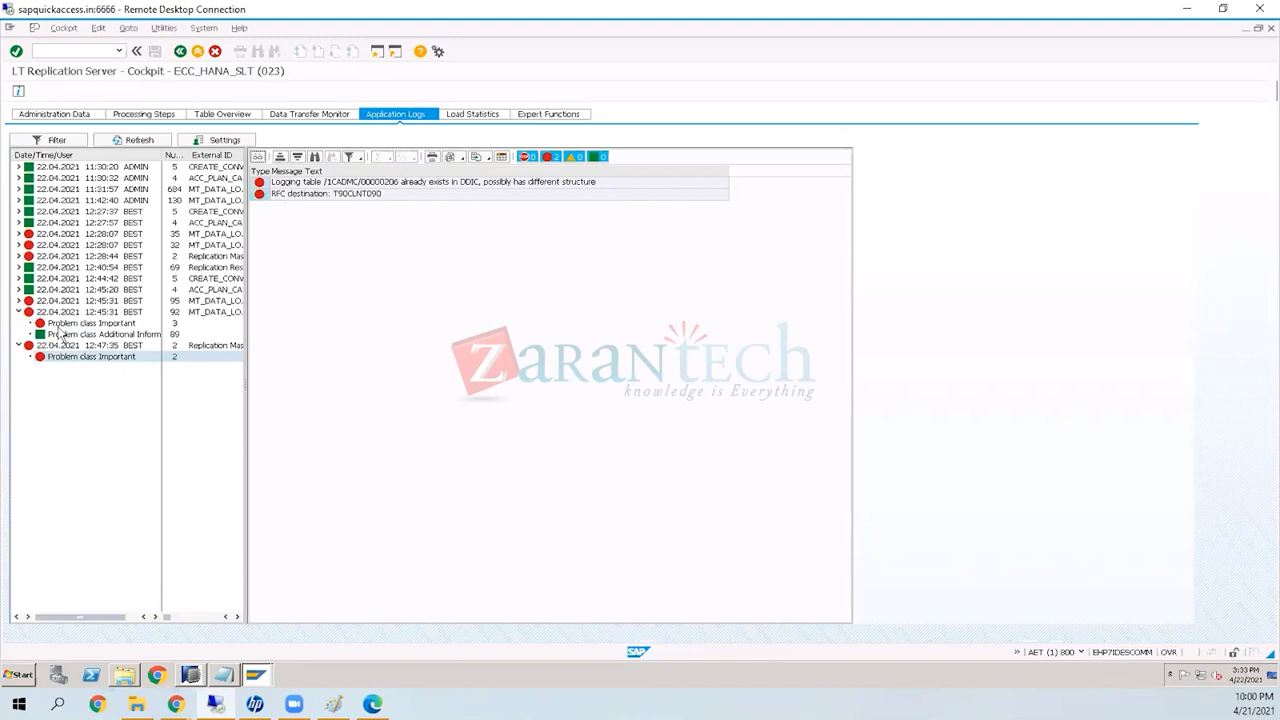 sapquickaccess.in:6666 - Remote Desktop Connection
Cockpit Edit Goto Utilities System Help
LT Replication Server - Cockpit - ECC_HANA_SLT (023)
Administration Data Processing Steps Table Overview Data Transfer Monitor Application Logs Load Statistics Expert Functions
Filter Refresh Settings
Date/Time/User Nu... External ID
22.04.2021 11:30:20 ADMIN 5 CREATE_CONV
22.04.2021 11:30:32 ADMIN 4 ACC_PLAN_CA
22.04.2021 11:31:57 ADMIN 684 MT_DATA_LO.
22.04.2021 11:42:40 ADMIN 130 MT_DATA_LO.
22.04.2021 12:27:37 BEST 5 CREATE_CONV
22.04.2021 12:27:57 BEST 4 ACC_PLAN_CA
22.04.2021 12:28:07 BEST 35 MT_DATA_LO.
22.04.2021 12:28:07 BEST 32 MT_DATA_LO.
22.04.2021 12:28:44 BEST 2 Replication Mas
22.04.2021 12:40:54 BEST 69 Replication Res
22.04.2021 12:44:42 BEST 5 CREATE_CONV
22.04.2021 12:45:20 BEST 4 ACC_PLAN_CA
22.04.2021 12:45:31 BEST 95 MT_DATA_LO.
22.04.2021 12:45:31 BEST 92 MT_DATA_LO.
Problem class Important 3
Problem class Additional Inform 89
22.04.2021 12:47:35 BEST 2 Replication Mas
Problem class Important 2
0 2 0 0
Type Message Text
Logging table /1CADMC/00000206 already exists in DDIC, possibly has different structure
RFC destination: T90CLNT090
ZARANTECH
knowledge is Everything
SAP
AET (1) 800 EHP7IDESCOMM OVR
Start
3:33 PM
4/22/2021
10:00 PM
4/21/2021